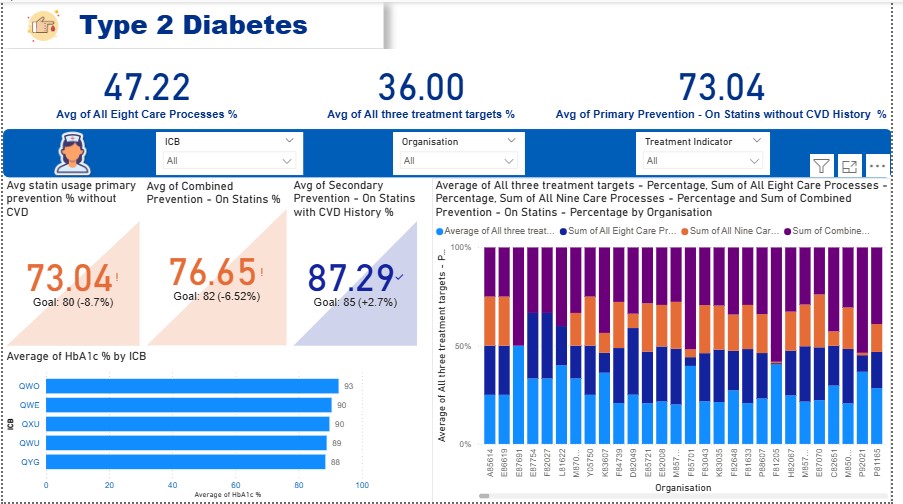 Type 2 Diabetes
47.22
Avg of All Eight Care Processes %
36.00
Avg of All three treatment targets %
73.04
Avg of Primary Prevention - On Statins without CVD History %
ICB
All
Organisation
All
Treatment Indicator
All
Avg statin usage primary
prevention % without
CVD
73.04!
Goal: 80 (-8.7%)
Avg of Combined
Prevention - On Statins %
76.65!
Goal: 82 (-6.52%)
Avg of Secondary
Prevention - On Statins
with CVD History %
87.29
Goal: 85 (+2.7%)
Average of All three treatment targets - Percentage, Sum of All Eight Care Processes -
Percentage, Sum of All Nine Care Processes - Percentage and Sum of Combined
Prevention - On Statins - Percentage by Organisation
Average of All three treat...
Sum of All Eight Care Pr...
Sum of All Nine Car...
Sum of Combine...
Average of All three treatment targets - P...
100%
50%
0%
A85614
E86619
E87691
E87754
F82027
L81622
M870...
Y05750
K83607
F84739
D82049
E85721
E82008
M857...
F85701
F83043
K83035
F82648
F81633
P88607
F81205
H82067
M857...
E87070
C82651
M850...
P92021
P81165
Organisation
Average of HbA1c % by ICB
ICB
QWO 93
QWE 90
QXU 90
QWU 89
QYG 88
0 20 40 60 80 100
Average of HbA1c %